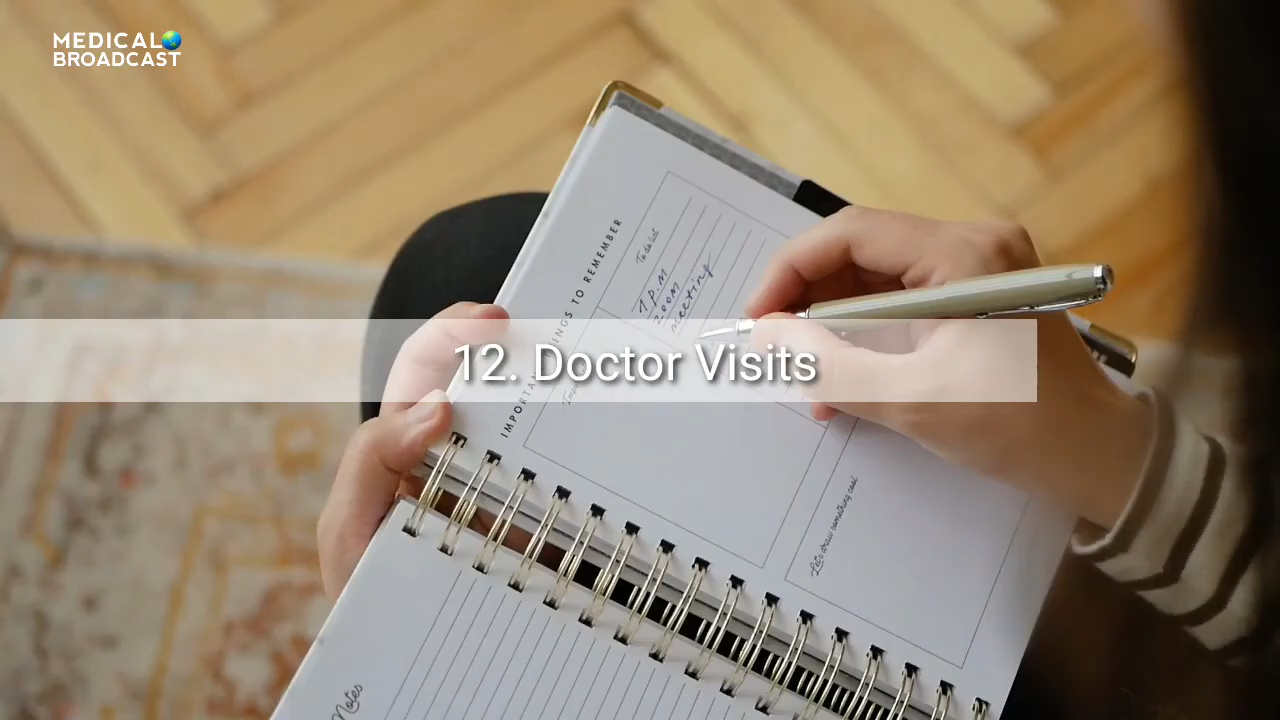 MEDICAL
BROADCAST
IMPORTANT THINGS TO REMEMBER
To do list
1 P.M
ZOOM
meeting
12. Doctor Visits
Let's draw something cool
Notes